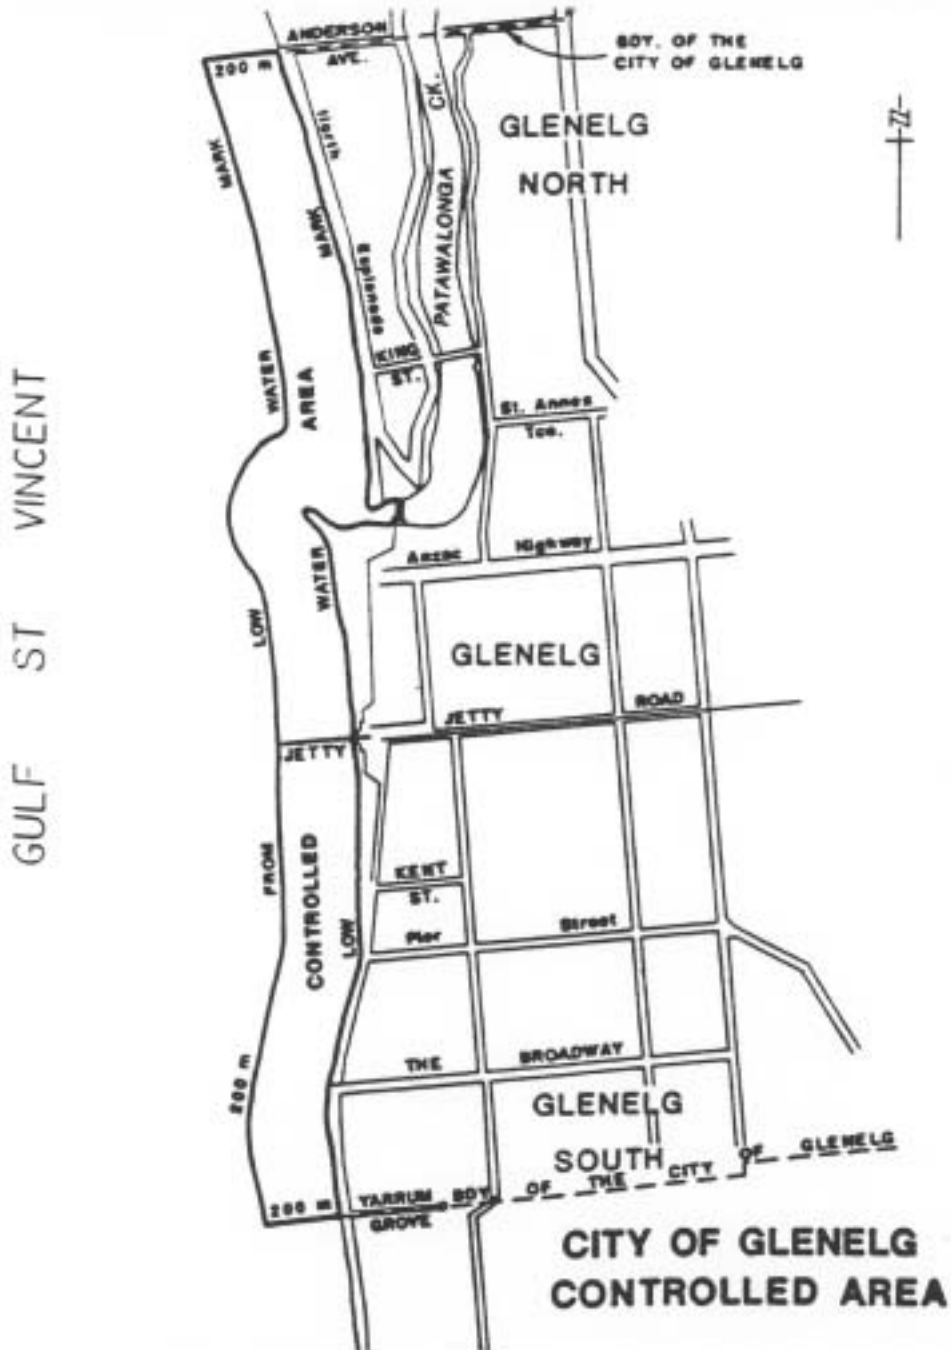 ANDERSON
AVE.
BDY. OF THE
CITY OF GLENELG
200 m
MARK
North
Esplanade
MARK
CK.
PATAWALONGA
GLENELG
NORTH
KING
ST.
WATER
AREA
St. Annes
Tce.
GULF ST VINCENT
Anzac Highway
WATER
LOW
GLENELG
JETTY ROAD
JETTY
FROM
CONTROLLED
LOW
KENT
ST.
Pier Street
200 m
THE BROADWAY
GLENELG
SOUTH
200 m
YARRUM
GROVE
BDY OF THE CITY OF GLENELG
CITY OF GLENELG
CONTROLLED AREA